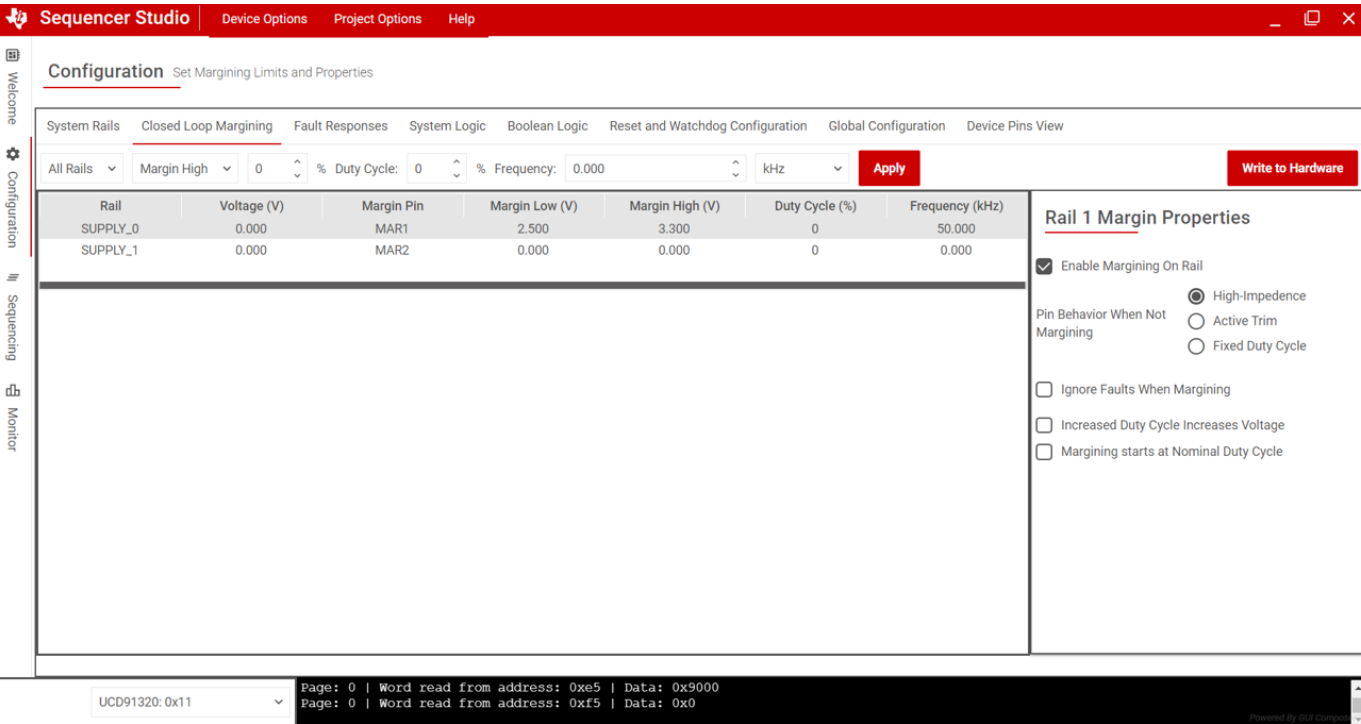 Sequencer Studio Device Options Project Options Help
Welcome
Configuration
Sequencing
Monitor
Configuration Set Margining Limits and Properties
System Rails Closed Loop Margining Fault Responses System Logic Boolean Logic Reset and Watchdog Configuration Global Configuration Device Pins View
All Rails Margin High 0 % Duty Cycle: 0 % Frequency: 0.000 kHz Apply Write to Hardware
Rail Voltage (V) Margin Pin Margin Low (V) Margin High (V) Duty Cycle (%) Frequency (kHz)
SUPPLY_0 0.000 MAR1 2.500 3.300 0 50.000
SUPPLY_1 0.000 MAR2 0.000 0.000 0 0.000
Rail 1 Margin Properties
Enable Margining On Rail
Pin Behavior When Not
Margining
High-Impedence
Active Trim
Fixed Duty Cycle
Ignore Faults When Margining
Increased Duty Cycle Increases Voltage
Margining starts at Nominal Duty Cycle
UCD91320: 0x11
Page: 0 | Word read from address: 0xe5 | Data: 0x9000
Page: 0 | Word read from address: 0xf5 | Data: 0x0
Powered By GUI